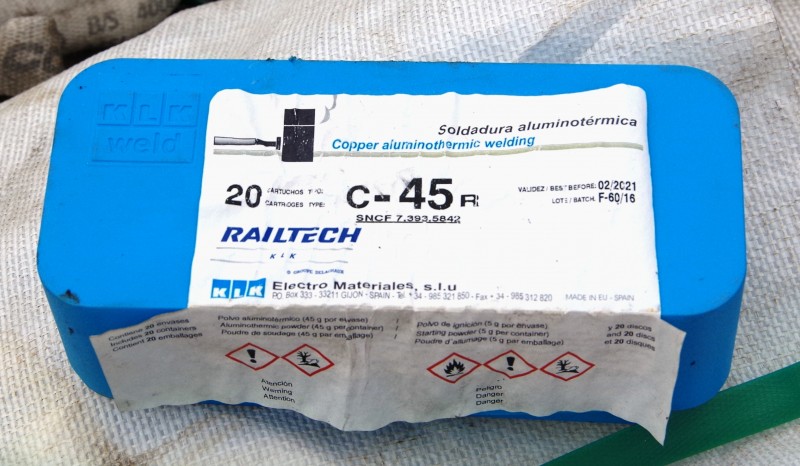 KLK
weld
Soldadura aluminotérmica
Copper aluminothermic welding
20 CARTUCHOS TIPO:
CARTRIDGES TYPE:
C-45 R
SNCF 7.393.5842
VALIDEZ / BEST BEFORE: 02/2021
LOTE / BATCH: F-60/16
RAILTECH
KLK
KLK Electro Materiales, s.l.u
P.O. Box 333 - 33211 GIJON - SPAIN - Tel. +34 - 985 321 850 - Fax +34 - 985 312 820 MADE IN EU - SPAIN
Contiene 20 envases
Includes 20 containers
Contient 20 emballages
Polvo aluminotérmico (45 g por envase)
Aluminothermic powder (45 g per container)
Poudre de soudage (45 g par emballage)
Polvo de ignición (5 g por envase)
Starting powder (5 g per container)
Poudre d'allumage (5 g par emballage)
y 20 discos
and 20 discs
et 20 disques
Atención
Warning
Attention
Peligro
Danger
Danger